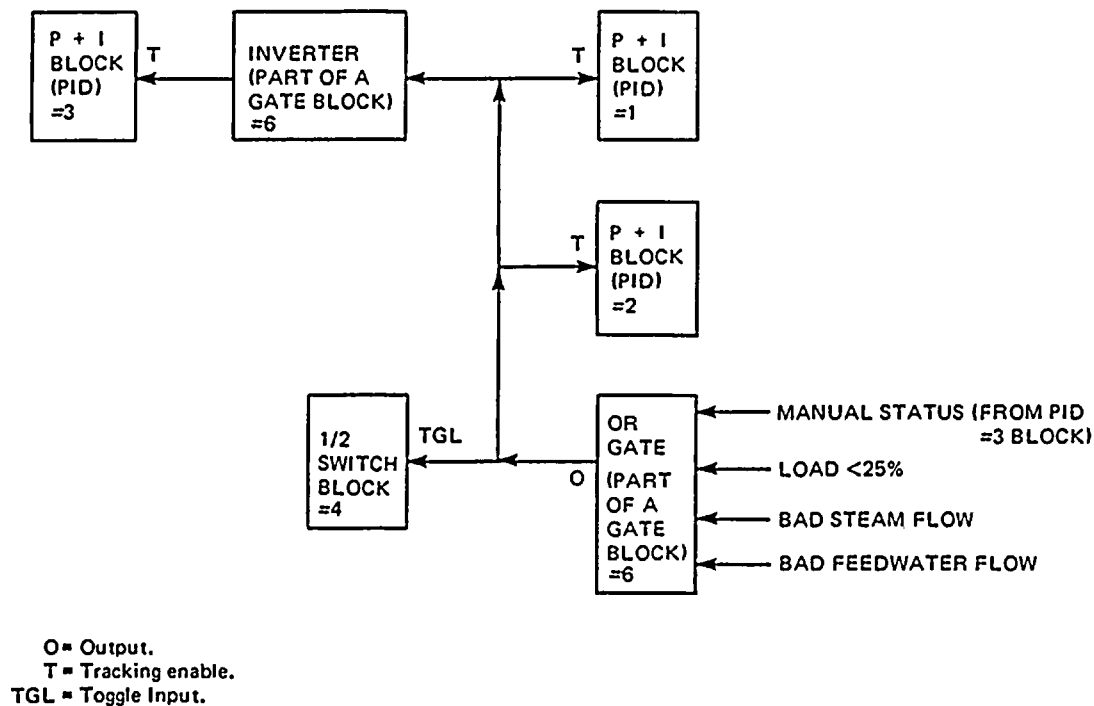 P + I
BLOCK
(PID)
=3
T
INVERTER
(PART OF A
GATE BLOCK)
=6
T
P + I
BLOCK
(PID)
=1
T
P + I
BLOCK
(PID)
=2
1/2
SWITCH
BLOCK
=4
TGL
O
OR
GATE
(PART
OF A
GATE
BLOCK)
=6
MANUAL STATUS (FROM PID
=3 BLOCK)
LOAD <25%
BAD STEAM FLOW
BAD FEEDWATER FLOW
O= Output.
T = Tracking enable.
TGL = Toggle Input.